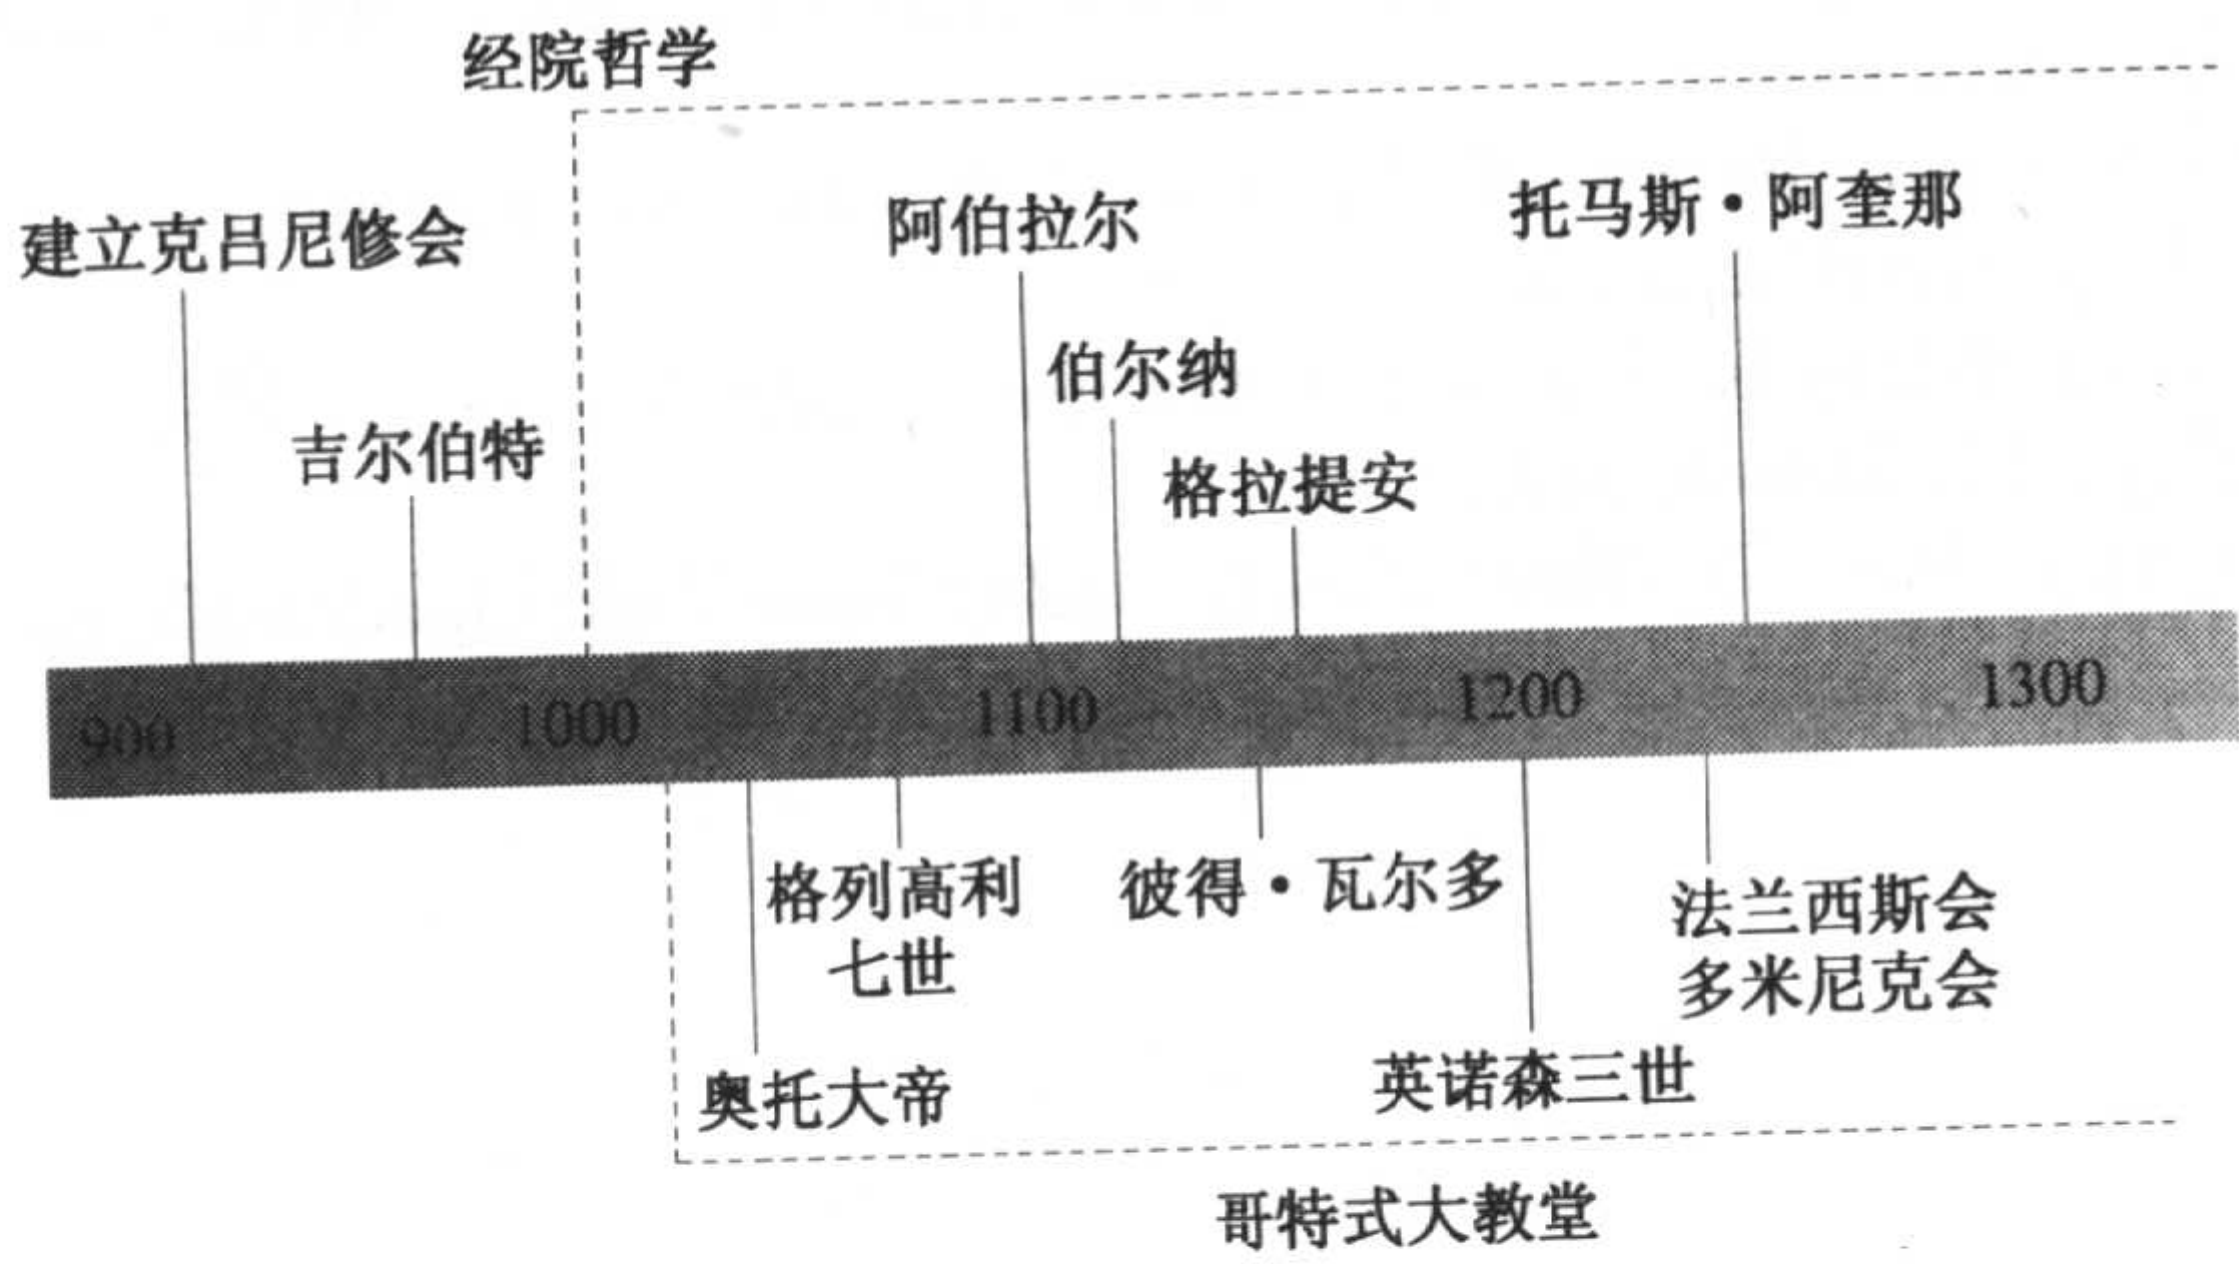 经院哲学
建立克吕尼修会
阿伯拉尔
托马斯·阿奎那
伯尔纳
吉尔伯特
格拉提安
900
1000
1100
1200
1300
格列高利
七世
彼得·瓦尔多
法兰西斯会
多米尼克会
奥托大帝
英诺森三世
哥特式大教堂